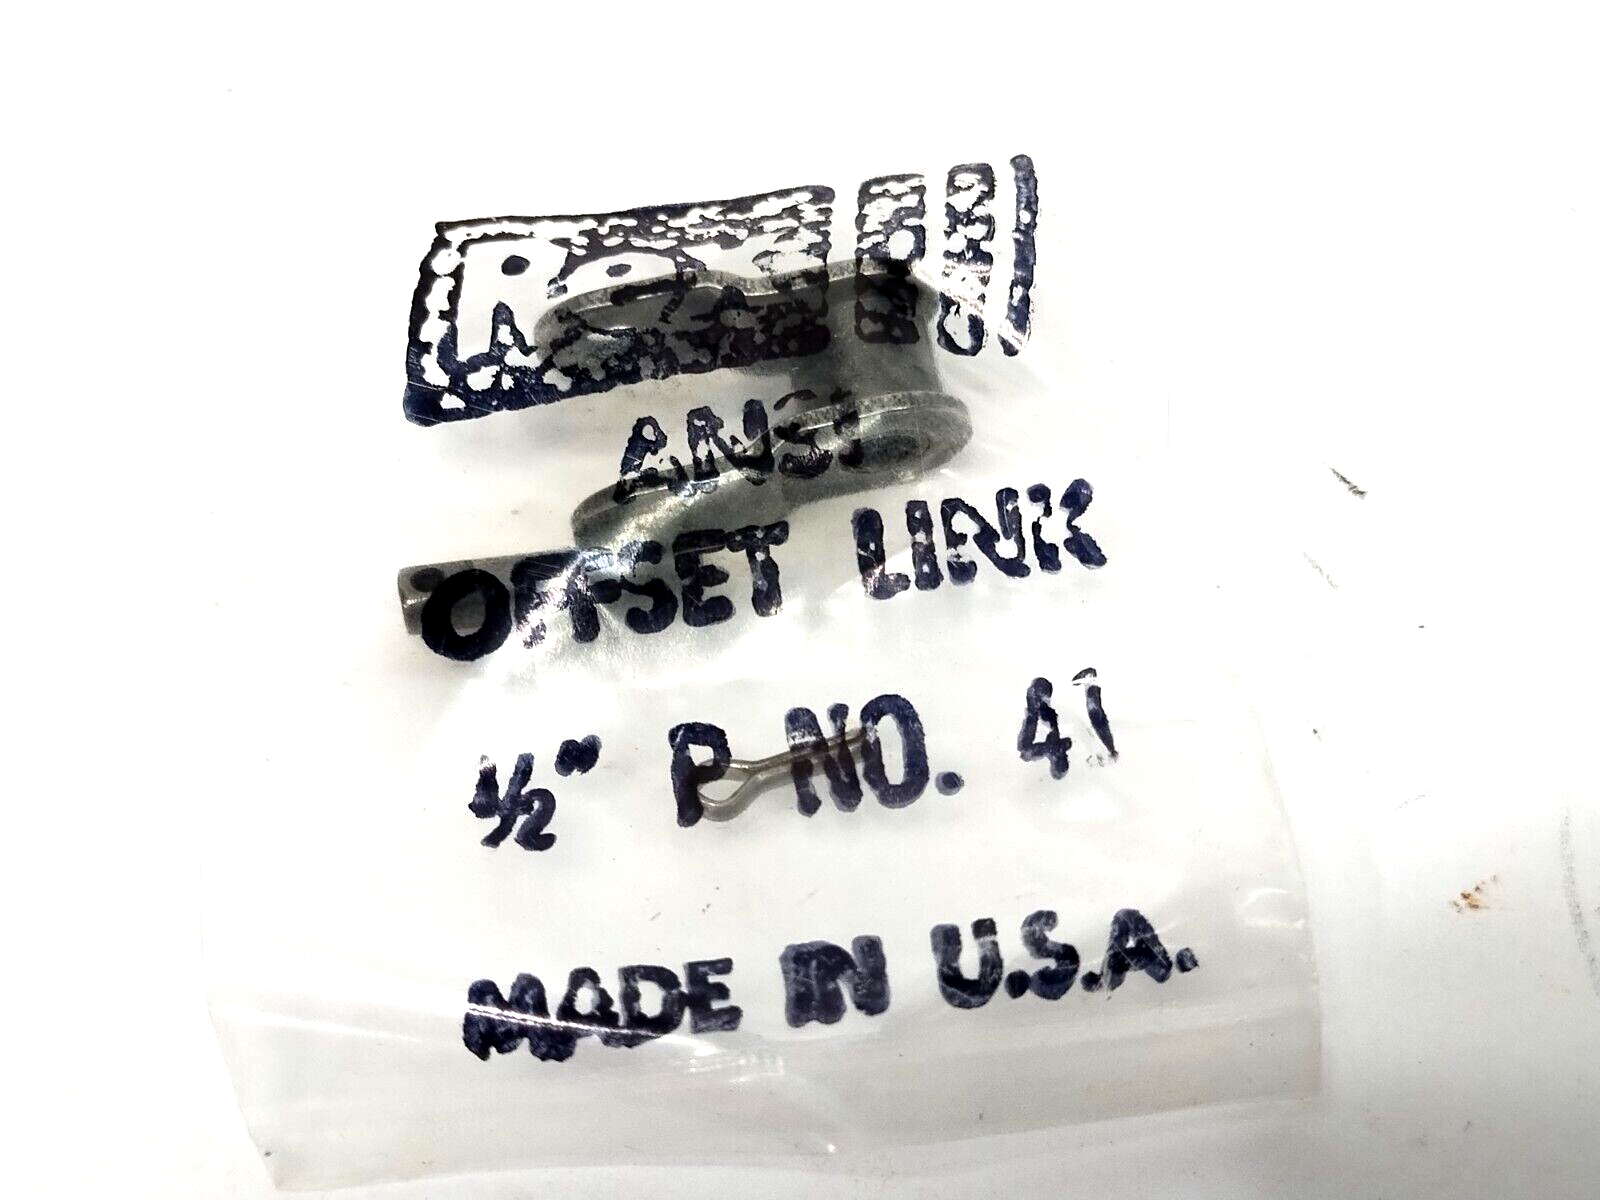 ANSI
OFFSET LINK
1/2" P NO. 41
MADE IN U.S.A.